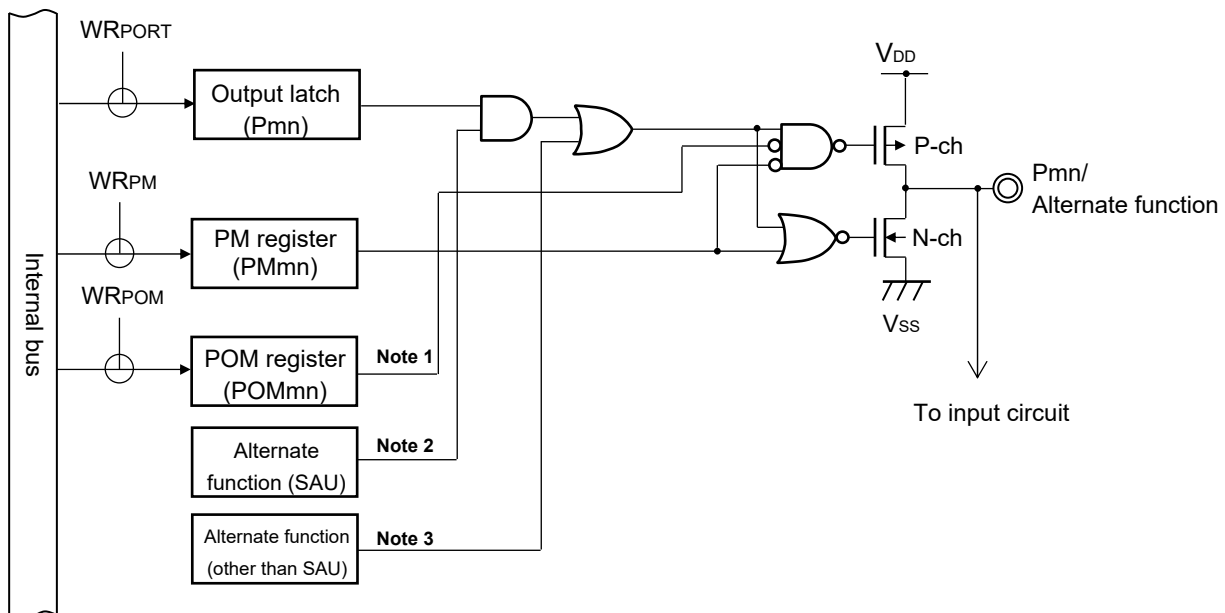 WRPORT
Output latch
(Pmn)
VDD
P-ch
Pmn/
Alternate function
WRPM
PM register
(PMmn)
N-ch
VSS
Internal bus
WRPOM
POM register
(POMmn)
Note 1
To input circuit
Alternate
function (SAU)
Note 2
Alternate function
(other than SAU)
Note 3